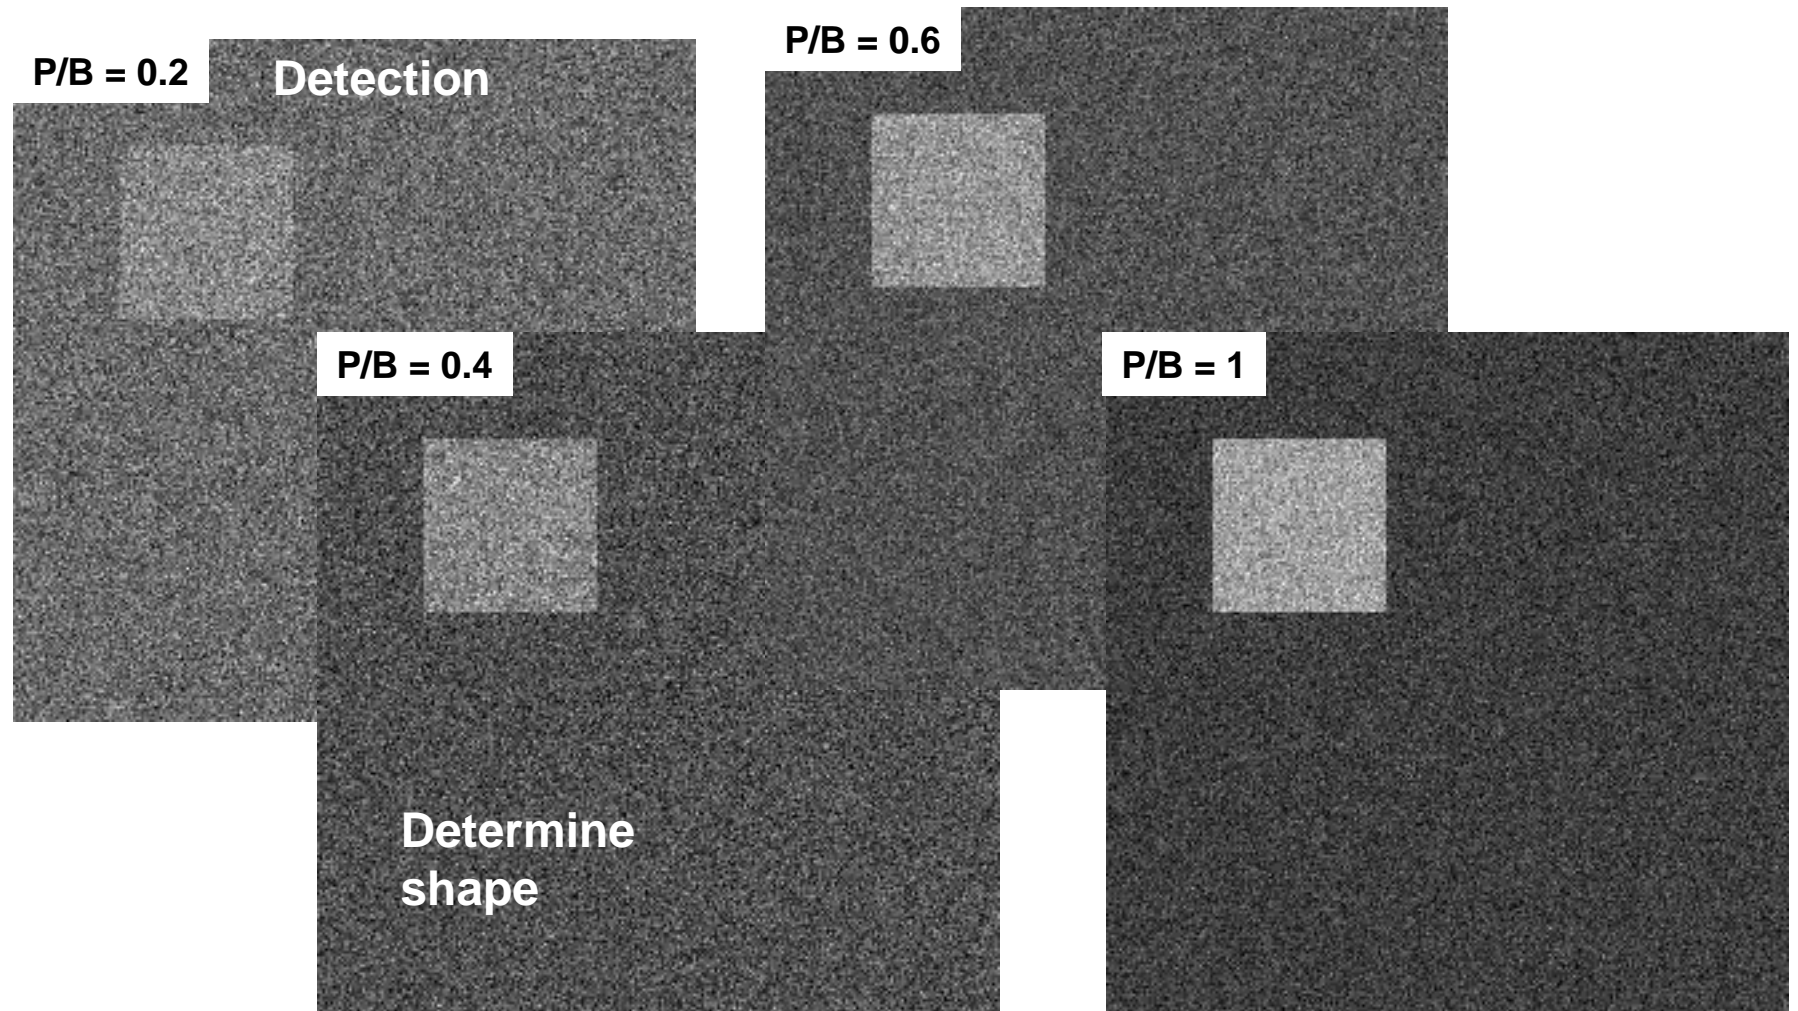 P/B = 0.2
Detection
P/B = 0.6
P/B = 0.4
P/B = 1
Determine
shape